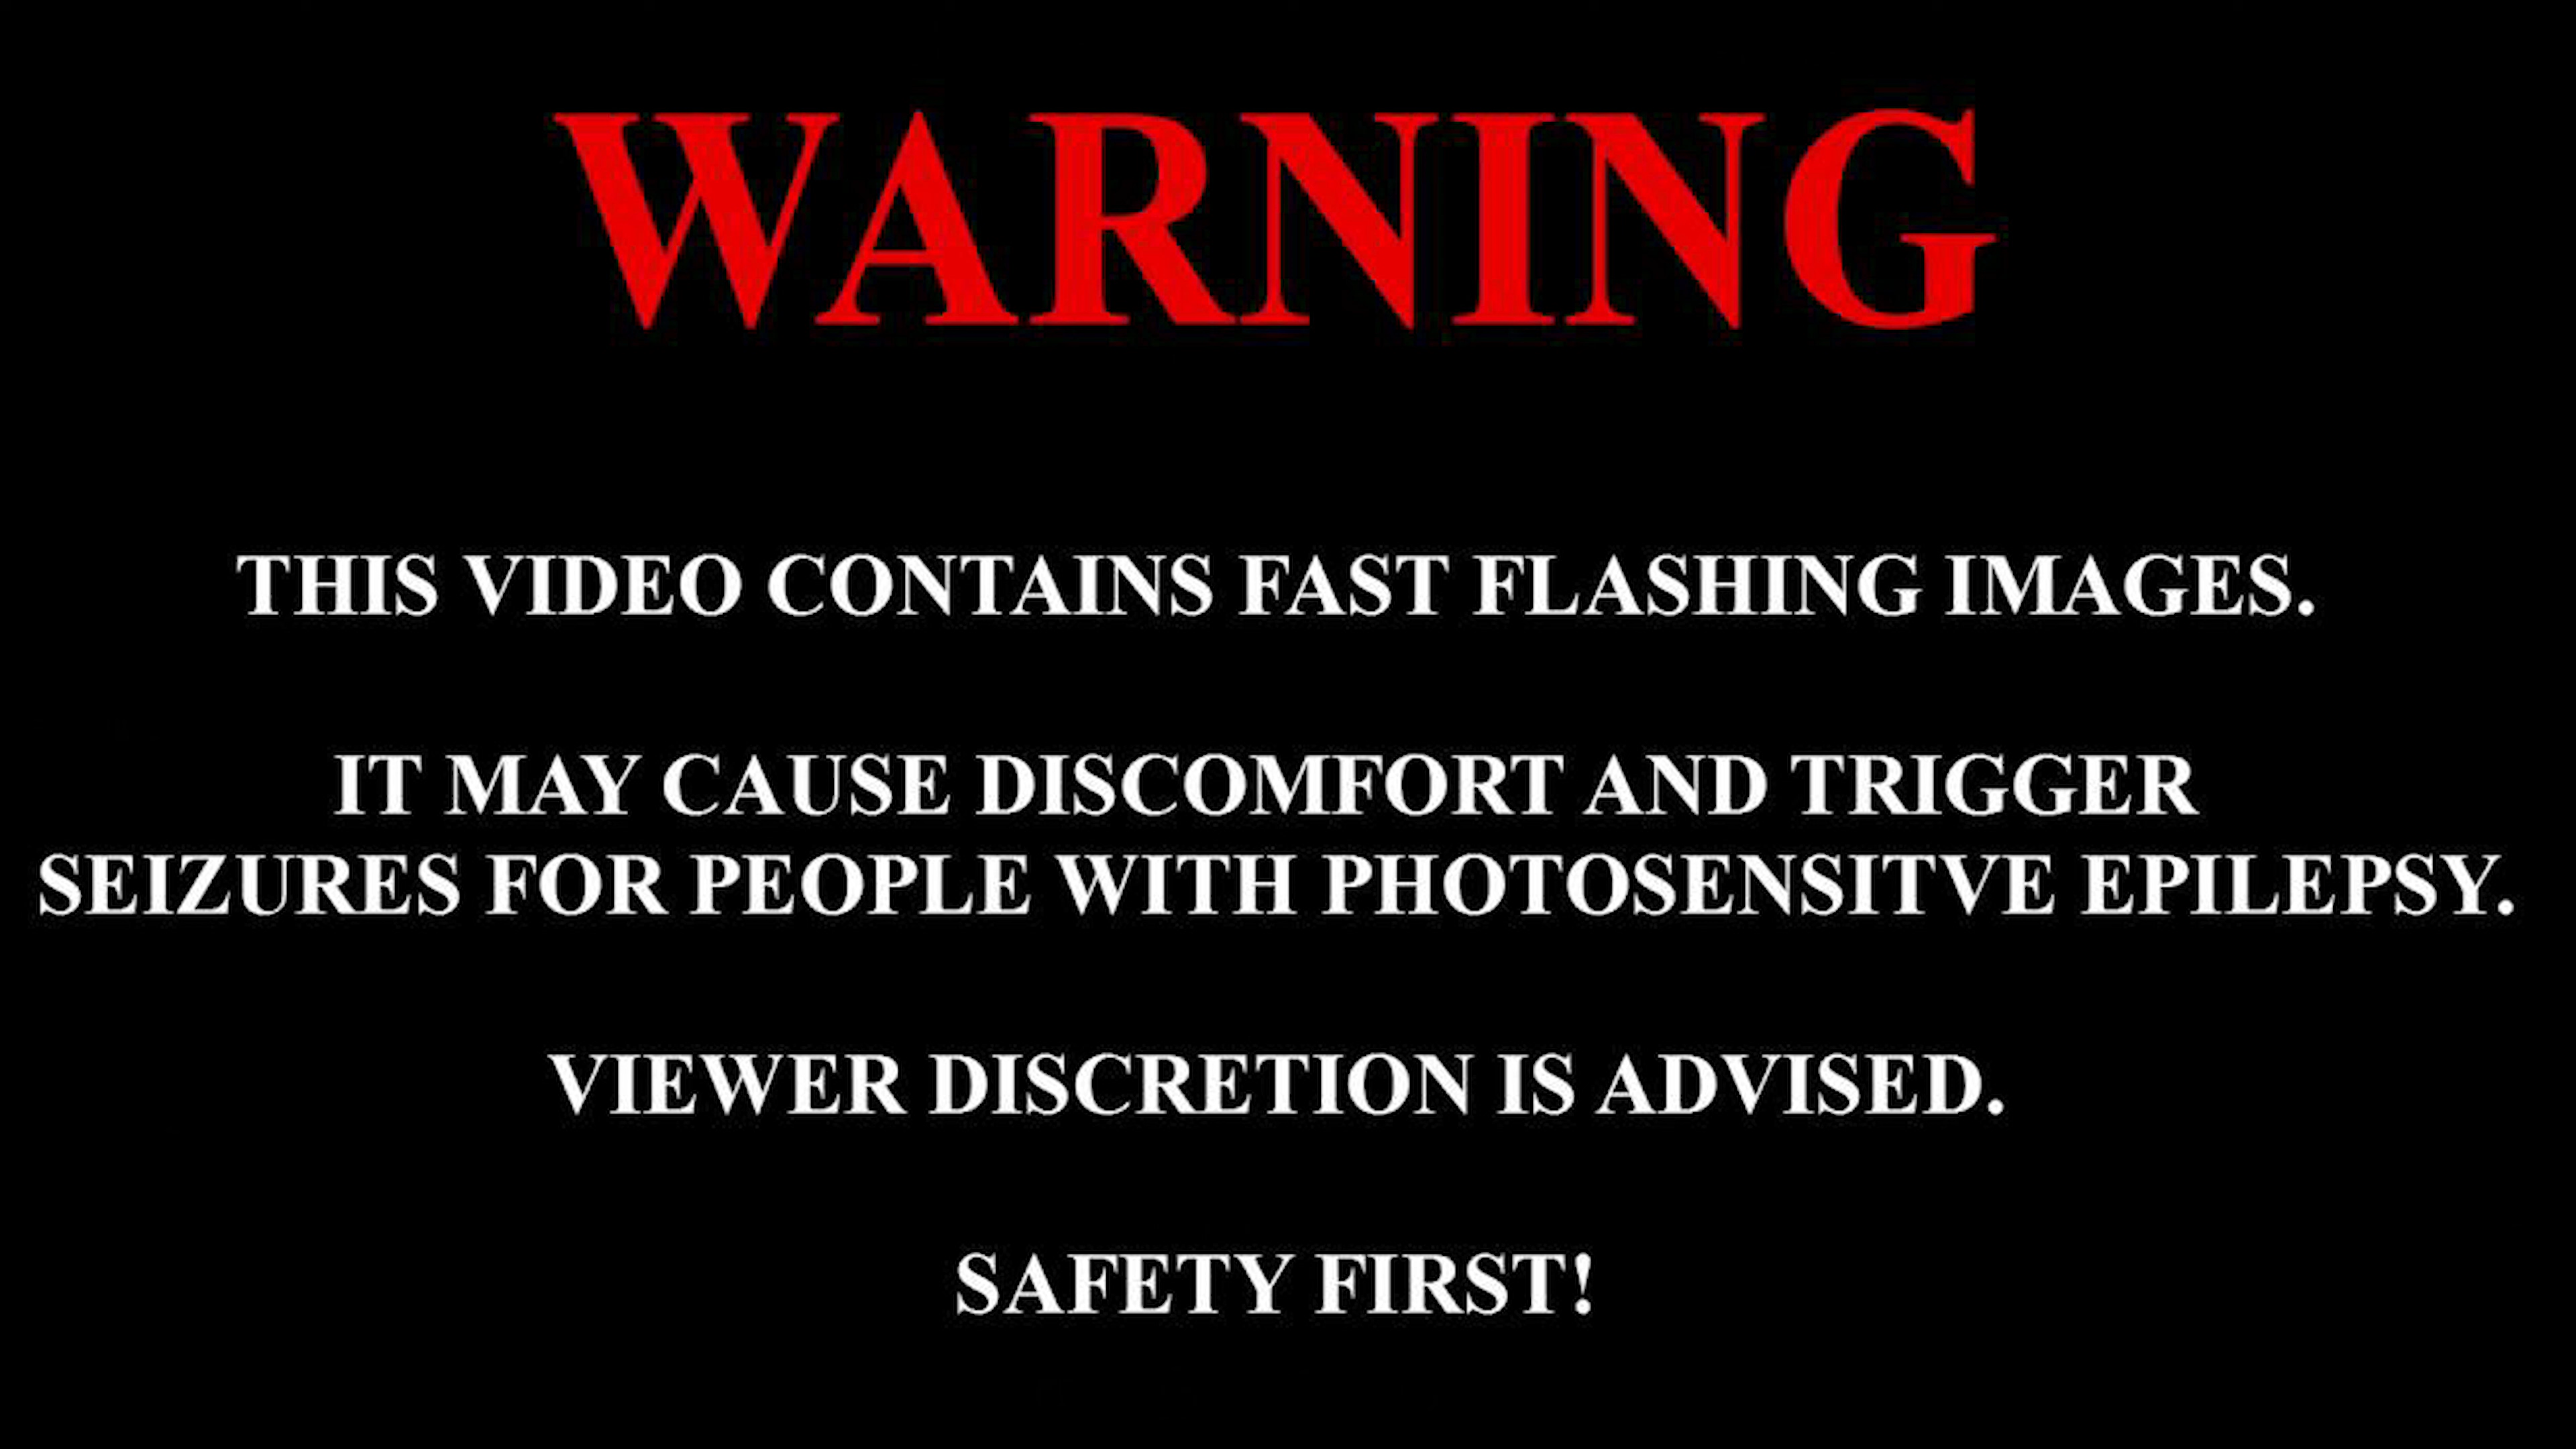 WARNING
THIS VIDEO CONTAINS FAST FLASHING IMAGES.
IT MAY CAUSE DISCOMFORT AND TRIGGER
SEIZURES FOR PEOPLE WITH PHOTOSENSITVE EPILEPSY.
VIEWER DISCRETION IS ADVISED.
SAFETY FIRST!